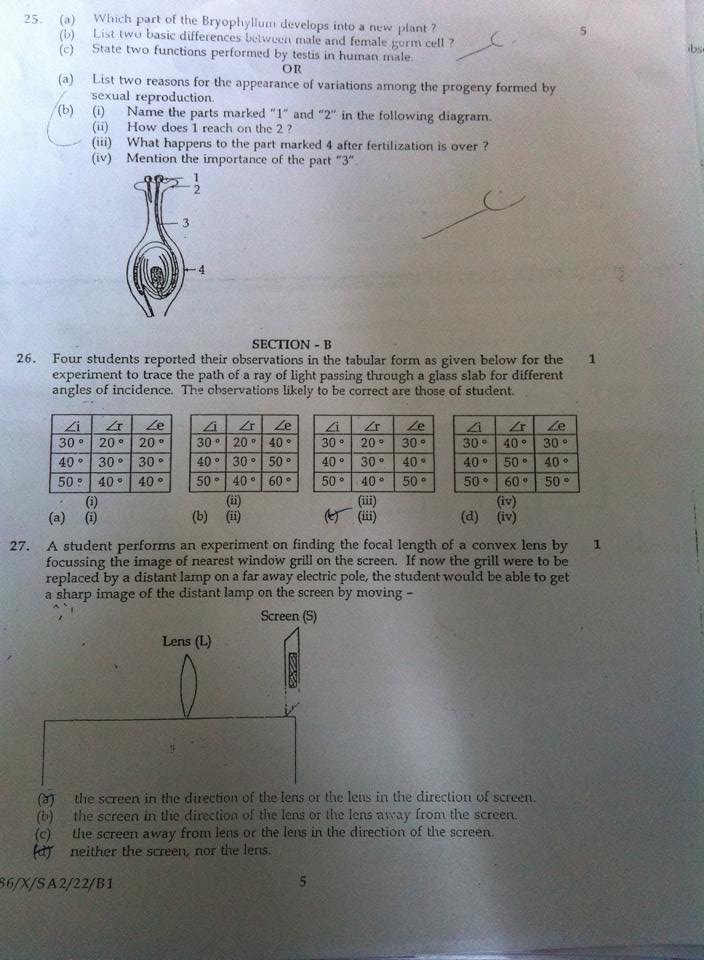 25. (a) Which part of the Bryophyllum develops into a new plant ? 5
(b) List two basic differences between male and female germ cell ?
(c) State two functions performed by testis in human male.
OR
(a) List two reasons for the appearance of variations among the progeny formed by
sexual reproduction.
(b) (i) Name the parts marked "1" and "2" in the following diagram.
(ii) How does 1 reach on the 2 ?
(iii) What happens to the part marked 4 after fertilization is over ?
(iv) Mention the importance of the part "3".
1
2
3
4
SECTION - B
26. Four students reported their observations in the tabular form as given below for the 1
experiment to trace the path of a ray of light passing through a glass slab for different
angles of incidence. The observations likely to be correct are those of student.
∠i ∠r ∠e ∠i ∠r ∠e ∠i ∠r ∠e ∠i ∠r ∠e
30° 20° 20° 30° 20° 40° 30° 20° 30° 30° 40° 30°
40° 30° 30° 40° 30° 50° 40° 30° 40° 40° 50° 40°
50° 40° 40° 50° 40° 60° 50° 40° 50° 50° 60° 50°
(i) (ii) (iii) (iv)
(a) (i) (b) (ii) (c) (iii) (d) (iv)
27. A student performs an experiment on finding the focal length of a convex lens by 1
focussing the image of nearest window grill on the screen. If now the grill were to be
replaced by a distant lamp on a far away electric pole, the student would be able to get
a sharp image of the distant lamp on the screen by moving –
Screen (S)
Lens (L)
(a) the screen in the direction of the lens or the lens in the direction of screen.
(b) the screen in the direction of the lens or the lens away from the screen.
(c) the screen away from lens or the lens in the direction of the screen.
(d) neither the screen, nor the lens.
86/X/SA2/22/B1 5